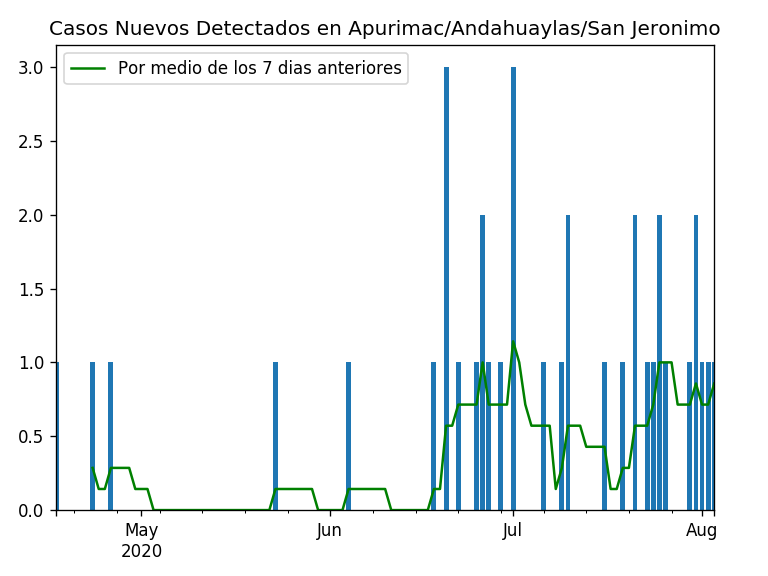 Casos Nuevos Detectados en Apurimac/Andahuaylas/San Jeronimo
Por medio de los 7 dias anteriores
3.0
2.5
2.0
1.5
1.0
0.5
0.0
May
2020
Jun
Jul
Aug